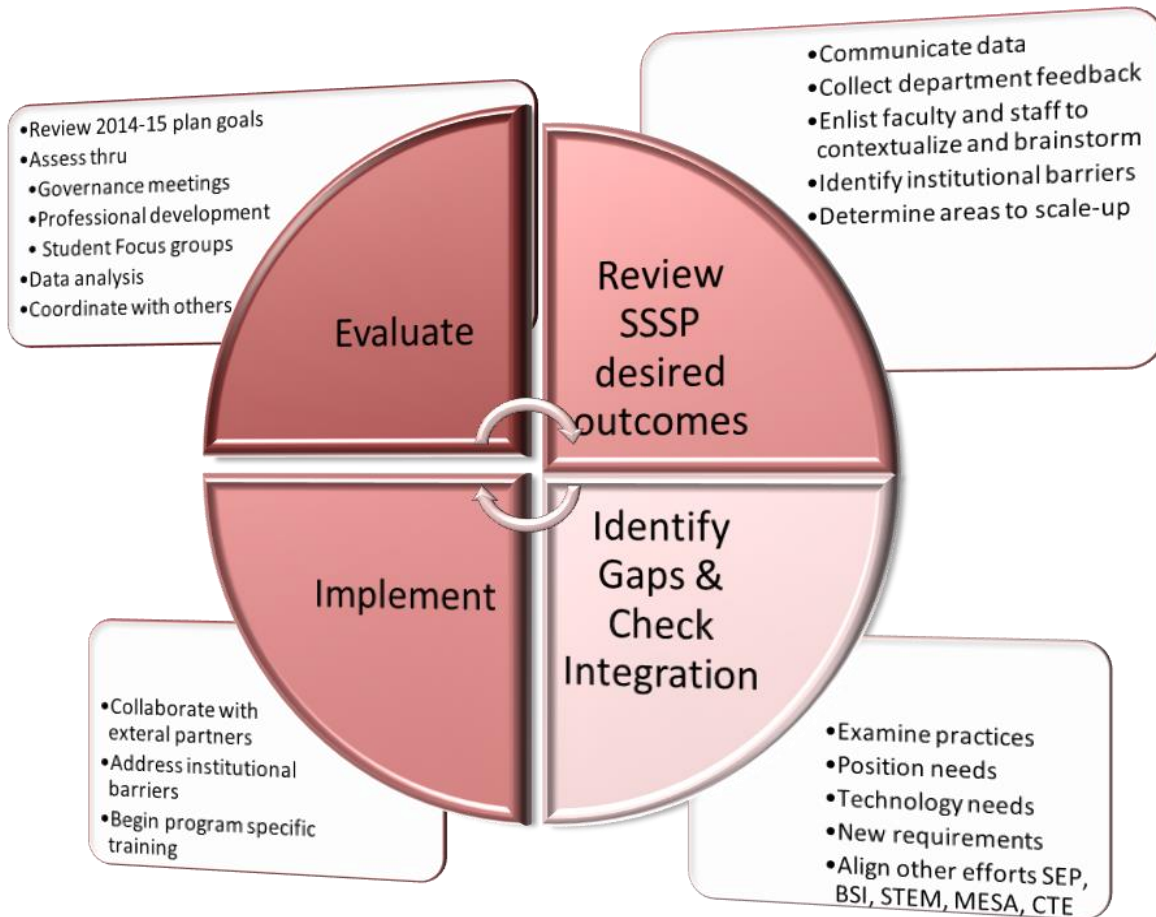 •Review 2014-15 plan goals
•Assess thru
•Governance meetings
•Professional development
• Student Focus groups
•Data analysis
•Coordinate with others
•Communicate data
•Collect department feedback
•Enlist faculty and staff to
contextualize and brainstorm
•Identify institutional barriers
•Determine areas to scale-up
Evaluate
Review
SSSP
desired
outcomes
Implement
Identify
Gaps &
Check
Integration
•Collaborate with
exteral partners
•Address institutional
barriers
•Begin program specific
training
•Examine practices
•Position needs
•Technology needs
•New requirements
•Align other efforts SEP,
BSI, STEM, MESA, CTE